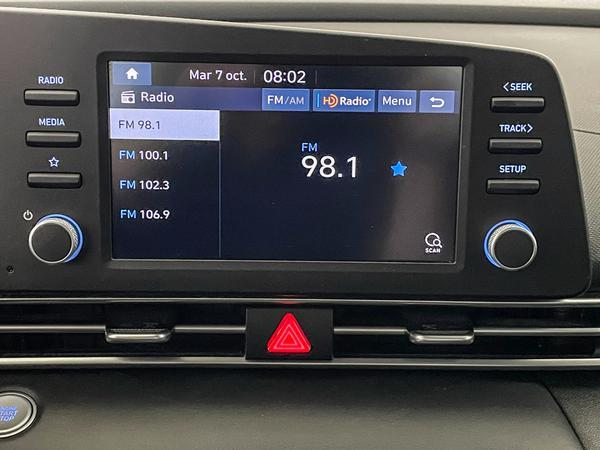 RADIO
MEDIA
Mar 7 oct. 08:02
Radio FM/AM HD Radio Menu
FM 98.1
FM 100.1
FM 102.3
FM 106.9
FM
98.1
SCAN
<SEEK
TRACK>
SETUP
START
STOP